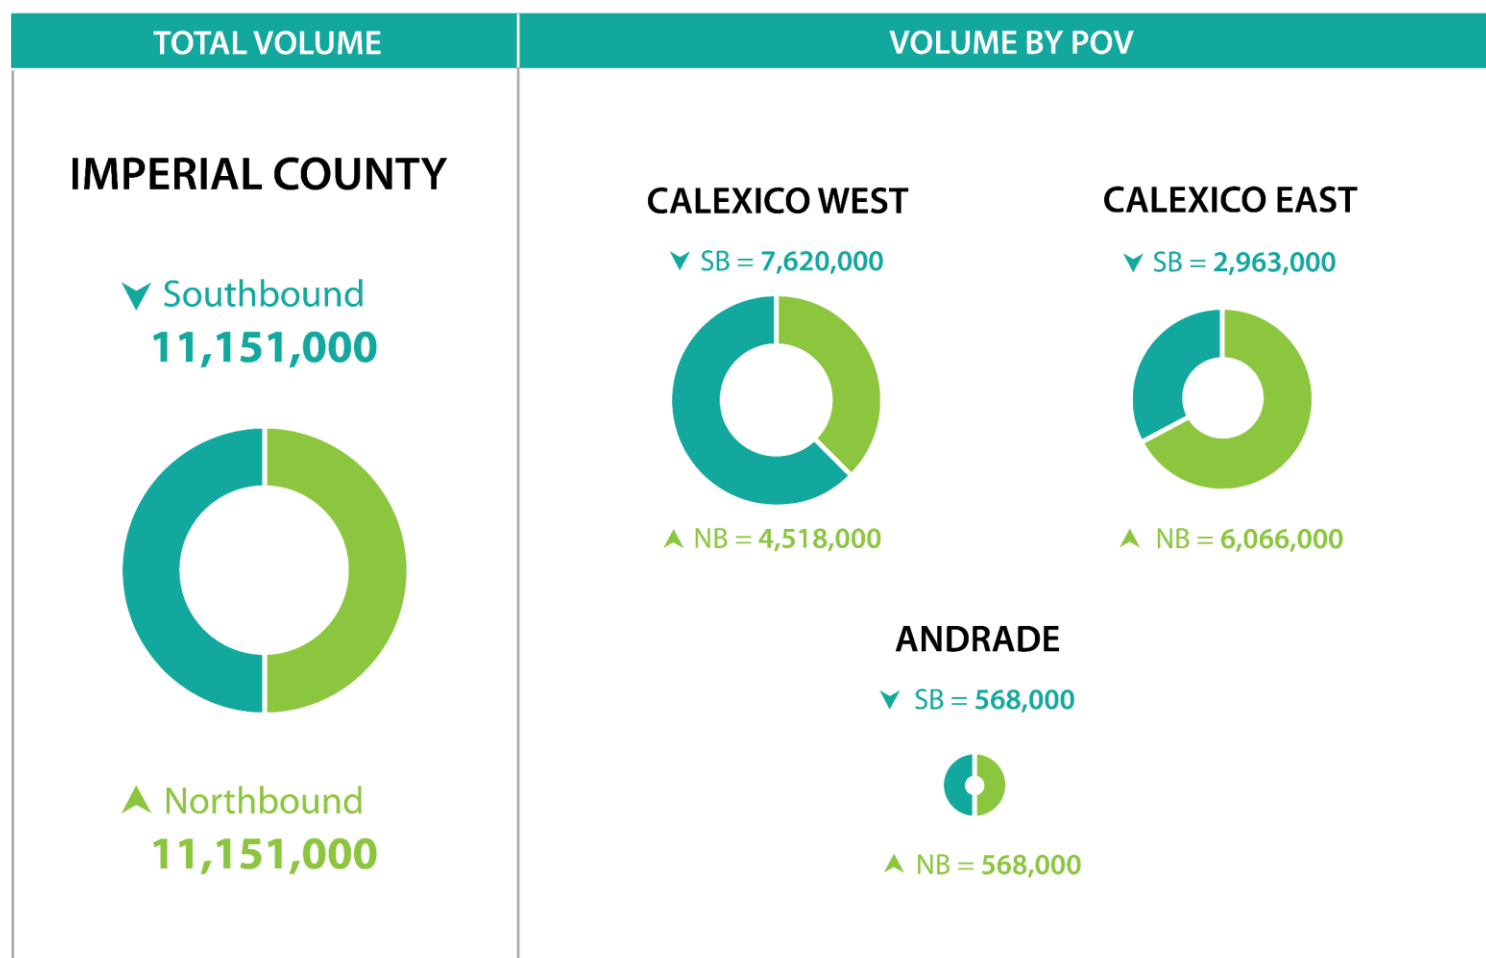 TOTAL VOLUME
VOLUME BY POV
IMPERIAL COUNTY
Southbound
11,151,000
Northbound
11,151,000
CALEXICO WEST
SB = 7,620,000
NB = 4,518,000
CALEXICO EAST
SB = 2,963,000
NB = 6,066,000
ANDRADE
SB = 568,000
NB = 568,000